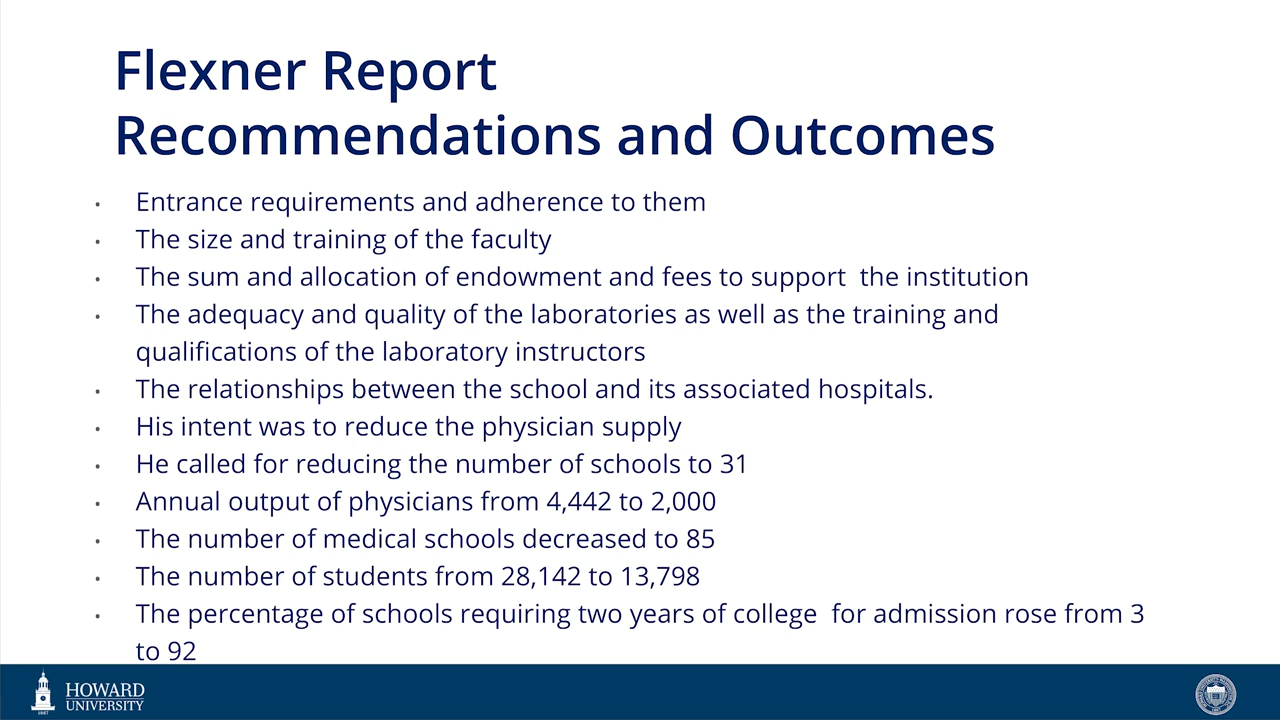 Flexner Report
Recommendations and Outcomes
• Entrance requirements and adherence to them
• The size and training of the faculty
• The sum and allocation of endowment and fees to support  the institution
• The adequacy and quality of the laboratories as well as the training and
qualifications of the laboratory instructors
• The relationships between the school and its associated hospitals.
• His intent was to reduce the physician supply
• He called for reducing the number of schools to 31
• Annual output of physicians from 4,442 to 2,000
• The number of medical schools decreased to 85
• The number of students from 28,142 to 13,798
• The percentage of schools requiring two years of college  for admission rose from 3
to 92
HOWARD
UNIVERSITY
1867